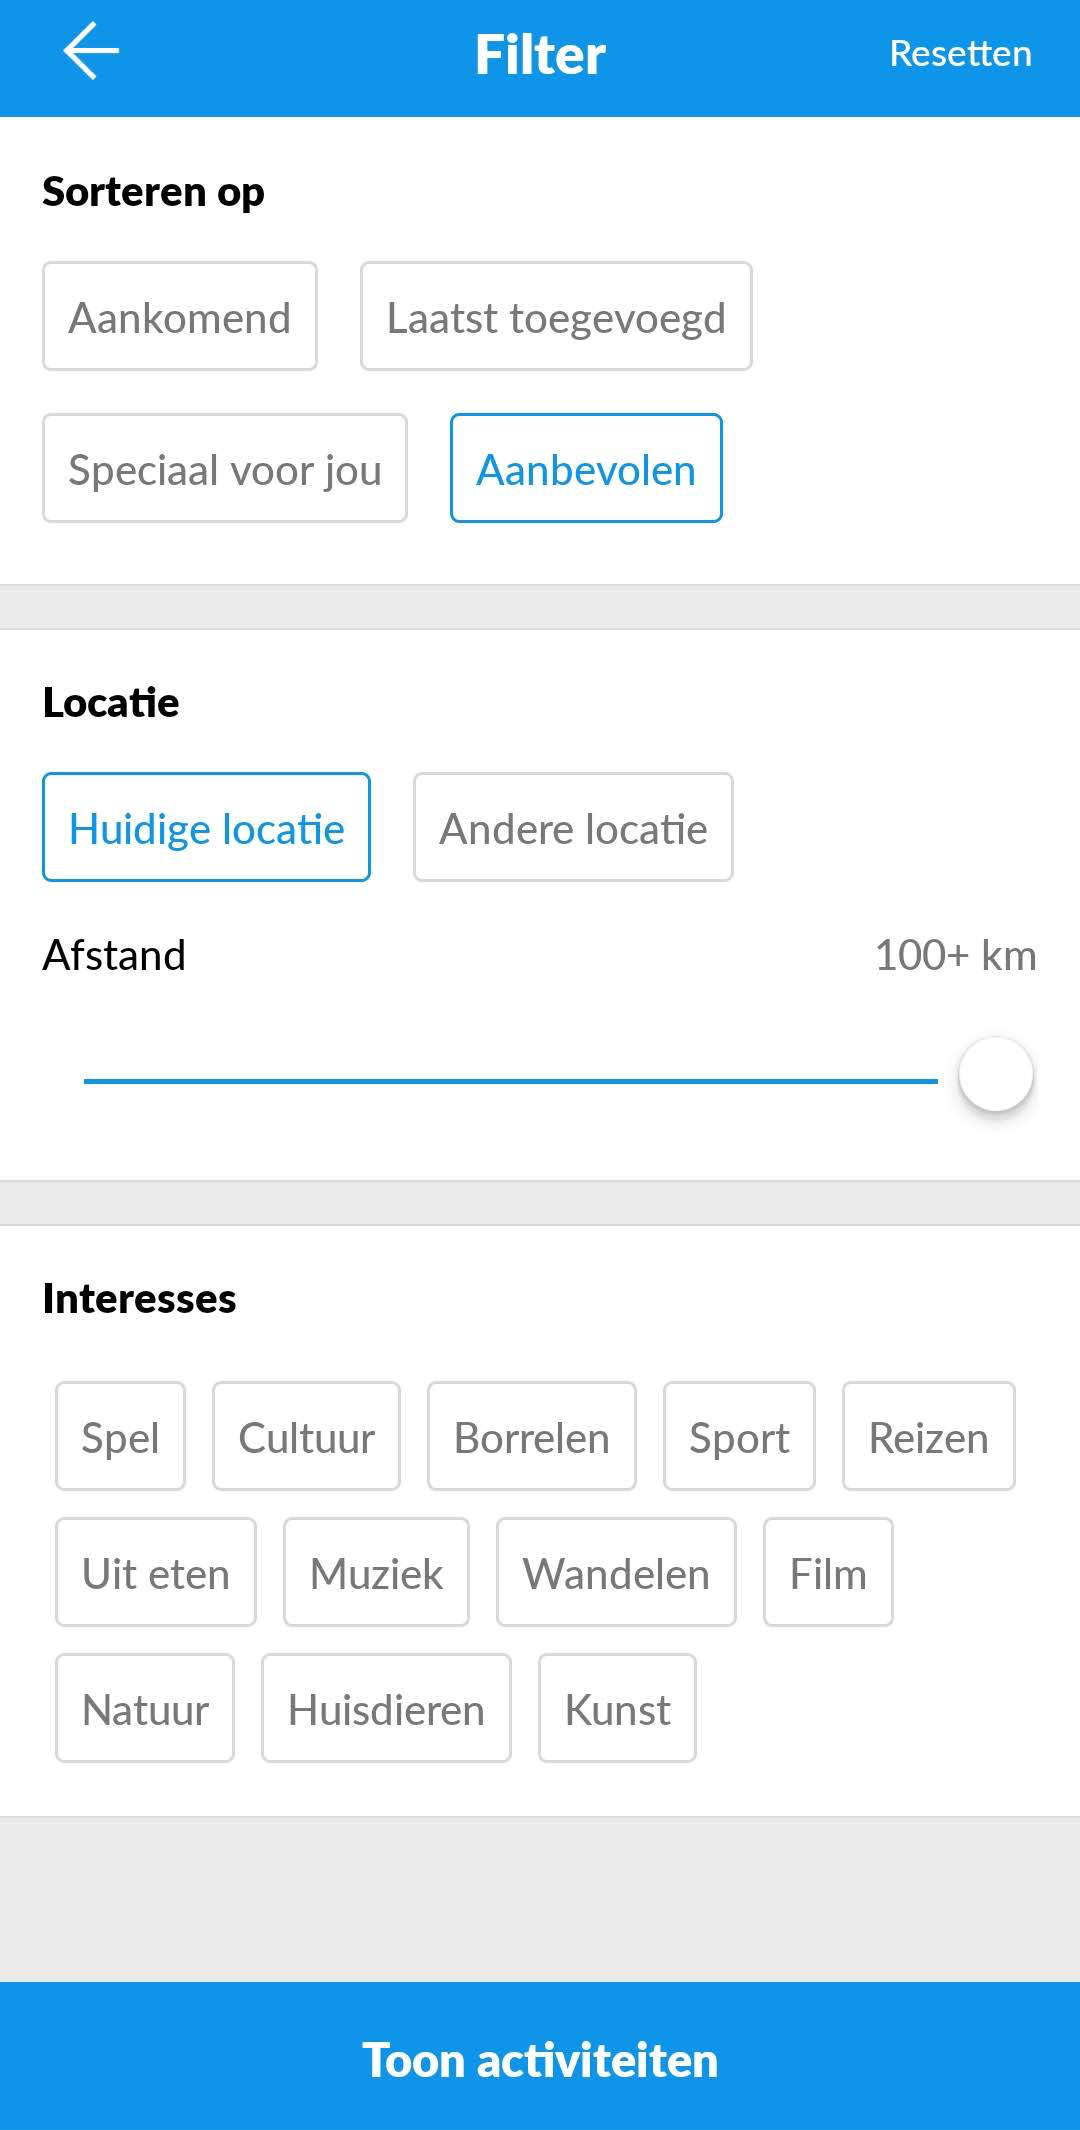 Filter Resetten
Sorteren op
Aankomend Laatst toegevoegd
Speciaal voor jou Aanbevolen
Locatie
Huidige locatie Andere locatie
Afstand 100+ km
Interesses
Spel Cultuur Borrelen Sport Reizen
Uit eten Muziek Wandelen Film
Natuur Huisdieren Kunst
Toon activiteiten